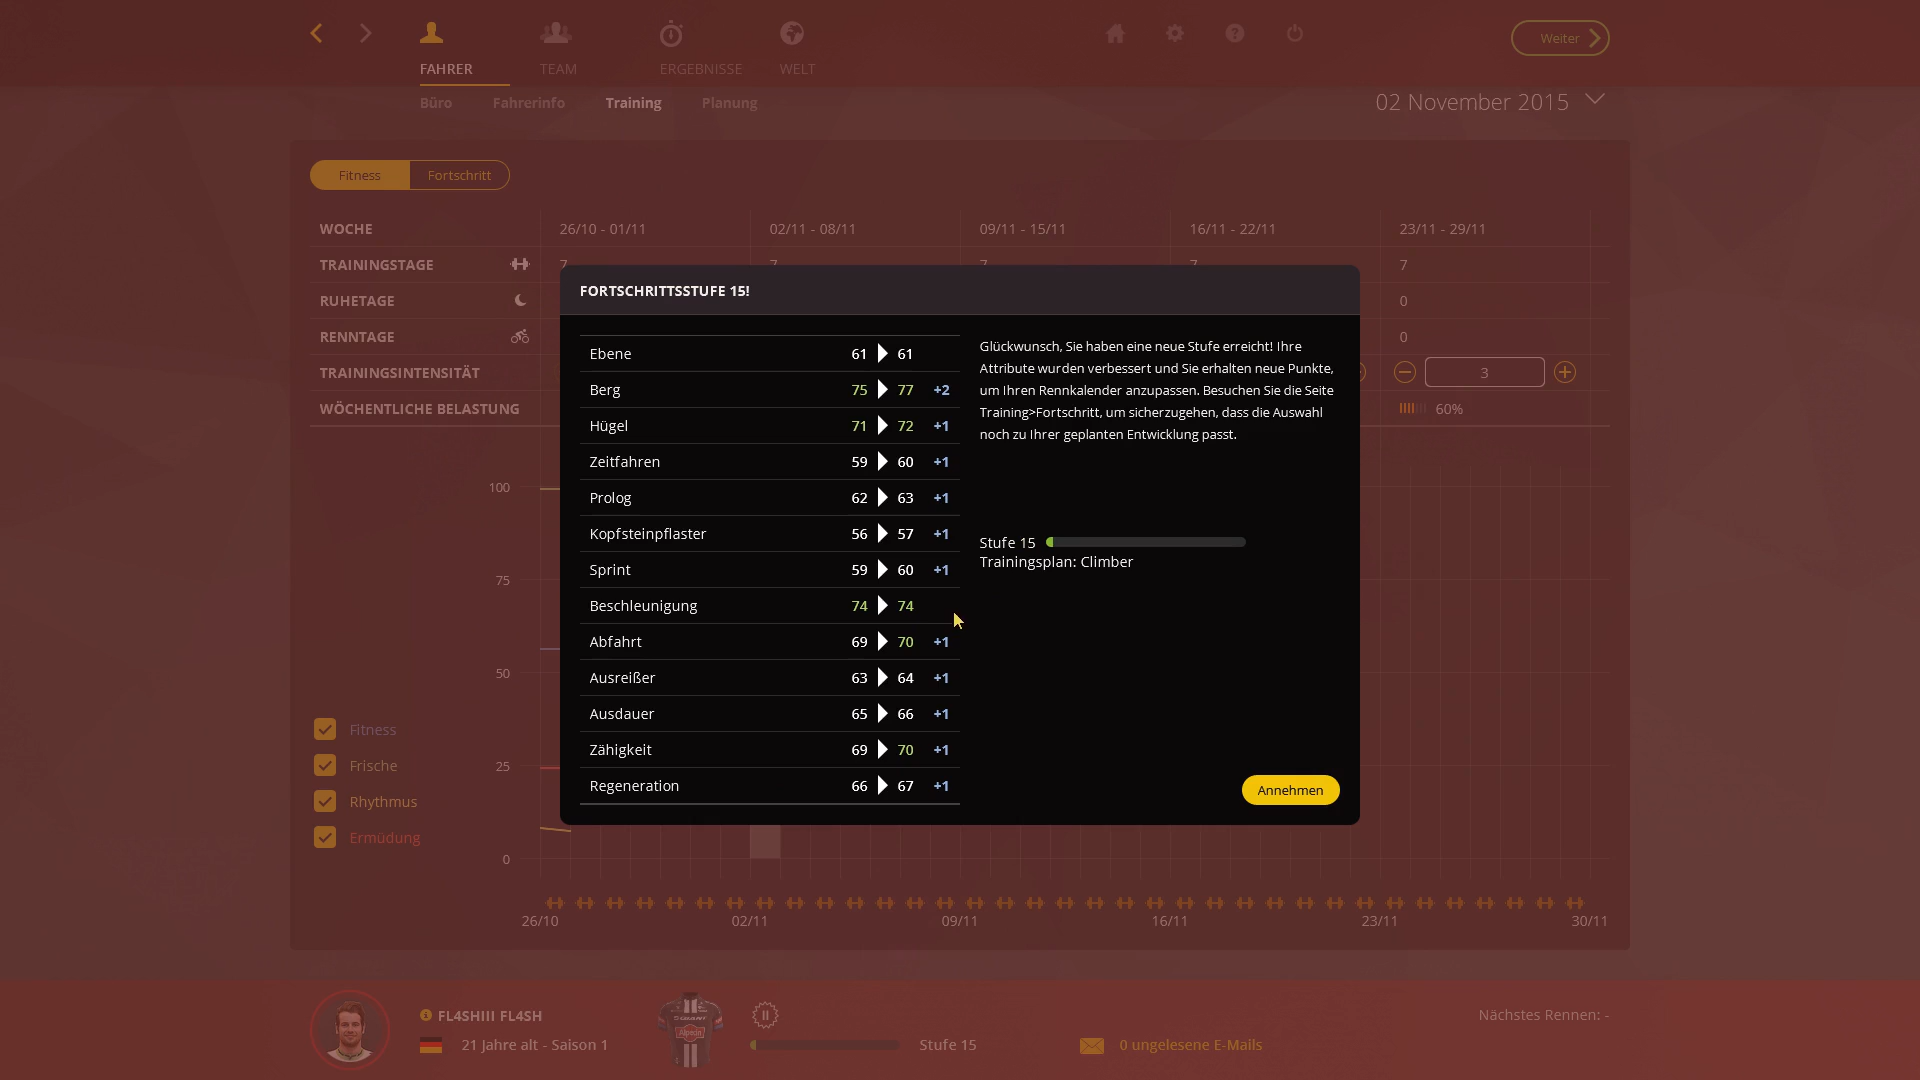 Weiter
FAHRER TEAM ERGEBNISSE WELT
Büro Fahrerinfo Training Planung
02 November 2015
Fitness Fortschritt
WOCHE 26/10 - 01/11 02/11 - 08/11 09/11 - 15/11 16/11 - 22/11 23/11 - 29/11
TRAININGSTAGE 7 7 7 7 7
RUHETAGE 0
RENNTAGE 0
TRAININGSINTENSITÄT 3
WÖCHENTLICHE BELASTUNG 60%
FORTSCHRITTSSTUFE 15!
Ebene 61 61
Berg 75 77 +2
Hügel 71 72 +1
Zeitfahren 59 60 +1
Prolog 62 63 +1
Kopfsteinpflaster 56 57 +1
Sprint 59 60 +1
Beschleunigung 74 74
Abfahrt 69 70 +1
Ausreißer 63 64 +1
Ausdauer 65 66 +1
Zähigkeit 69 70 +1
Regeneration 66 67 +1
Glückwunsch, Sie haben eine neue Stufe erreicht! Ihre
Attribute wurden verbessert und Sie erhalten neue Punkte,
um Ihren Rennkalender anzupassen. Besuchen Sie die Seite
Training>Fortschritt, um sicherzugehen, dass die Auswahl
noch zu Ihrer geplanten Entwicklung passt.
Stufe 15
Trainingsplan: Climber
Annehmen
100
75
50
25
0
Fitness
Frische
Rhythmus
Ermüdung
26/10 02/11 09/11 16/11 23/11 30/11
FL4SHIII FL4SH
21 Jahre alt - Saison 1
GIANT
Alpecin
Stufe 15
0 ungelesene E-Mails
Nächstes Rennen: -